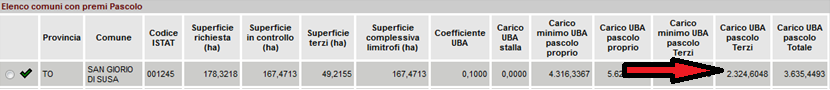 Elenco comuni con premi Pascolo
Provincia Comune Codice ISTAT Superficie richiesta (ha) Superficie in controllo (ha) Superficie terzi (ha) Superficie complessiva limitrofi (ha) Coefficiente UBA Carico UBA stalla Carico minimo UBA pascolo proprio Carico UBA pascolo proprio Carico minimo UBA pascolo Terzi Carico UBA pascolo Terzi Carico UBA pascolo Totale
TO SAN GIORIO DI SUSA 001245 178,3218 167,4713 49,2155 167,4713 0,1000 0,0000 4.316,3367 2.324,6048 3.635,4493